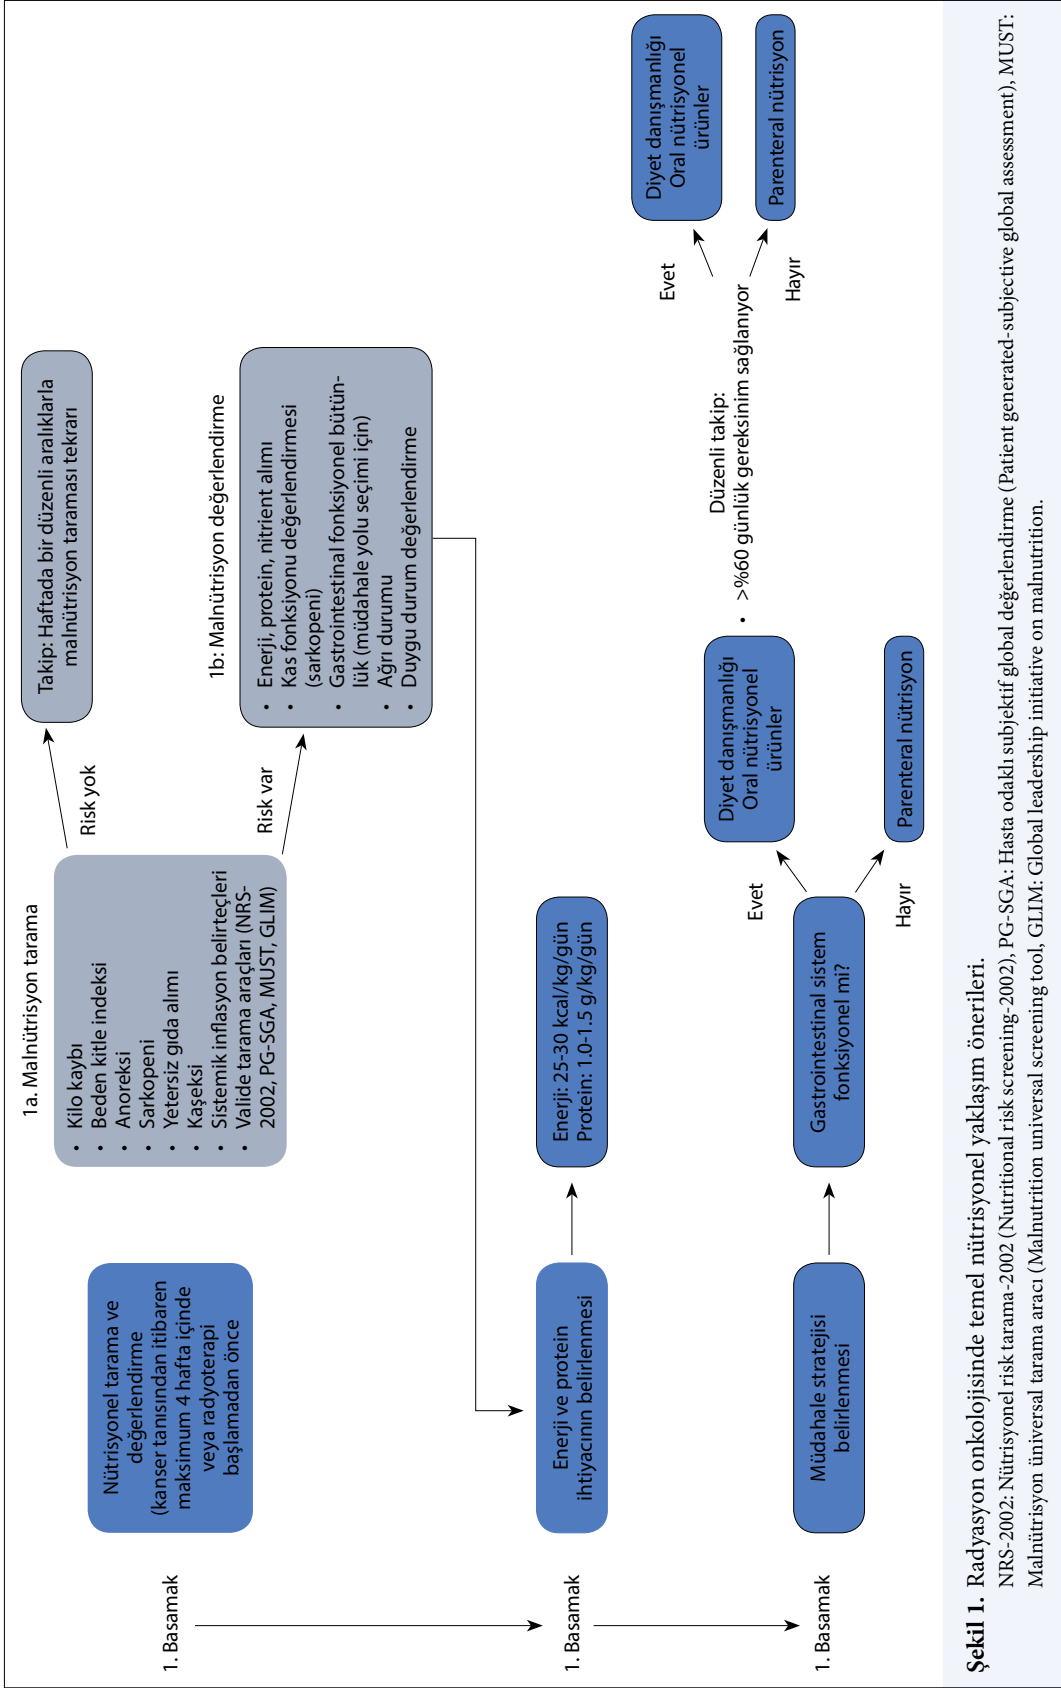 1. Basamak
Nütrisyonel tarama ve
değerlendirme
(kanser tanısından itibaren
maksimum 4 hafta içinde
veya radyoterapi
başlamadan önce
1a. Malnütrisyon tarama
• Kilo kaybı
• Beden kitle indeksi
• Anoreksi
• Sarkopeni
• Yetersiz gıda alımı
• Kaşeksi
• Sistemik inflasyon belirteçleri
• Valide tarama araçları (NRS-
2002, PG-SGA, MUST, GLIM)
Risk yok
Takip: Haftada bir düzenli aralıklarla
malnütrisyon taraması tekrarı
Risk var
1b: Malnütrisyon değerlendirme
• Enerji, protein, nitrient alımı
• Kas fonksiyonu değerlendirmesi
(sarkopeni)
• Gastrointestinal fonksiyonel bütün-
lük (müdahale yolu seçimi için)
• Ağrı durumu
• Duygu durum değerlendirme
1. Basamak
Enerji ve protein
ihtiyacının belirlenmesi
Enerji: 25-30 kcal/kg/gün
Protein: 1.0-1.5 g/kg/gün
1. Basamak
Müdahale stratejisi
belirlenmesi
Gastrointestinal sistem
fonksiyonel mi?
Evet
Diyet danışmanlığı
Oral nütrisyonel
ürünler
Hayır
Parenteral nütrisyon
Düzenli takip:
• >%60 günlük gereksinim sağlanıyor
Evet
Diyet danışmanlığı
Oral nütrisyonel
ürünler
Hayır
Parenteral nütrisyon
Şekil 1. Radyasyon onkolojisinde temel nütrisyonel yaklaşım önerileri.
NRS-2002: Nütrisyonel risk tarama-2002 (Nutritional risk screening-2002), PG-SGA: Hasta odaklı subjektif global değerlendirme (Patient generated-subjective global assessment), MUST:
Malnütrisyon üniversal tarama aracı (Malnutrition universal screening tool, GLIM: Global leadership initiative on malnutrition.